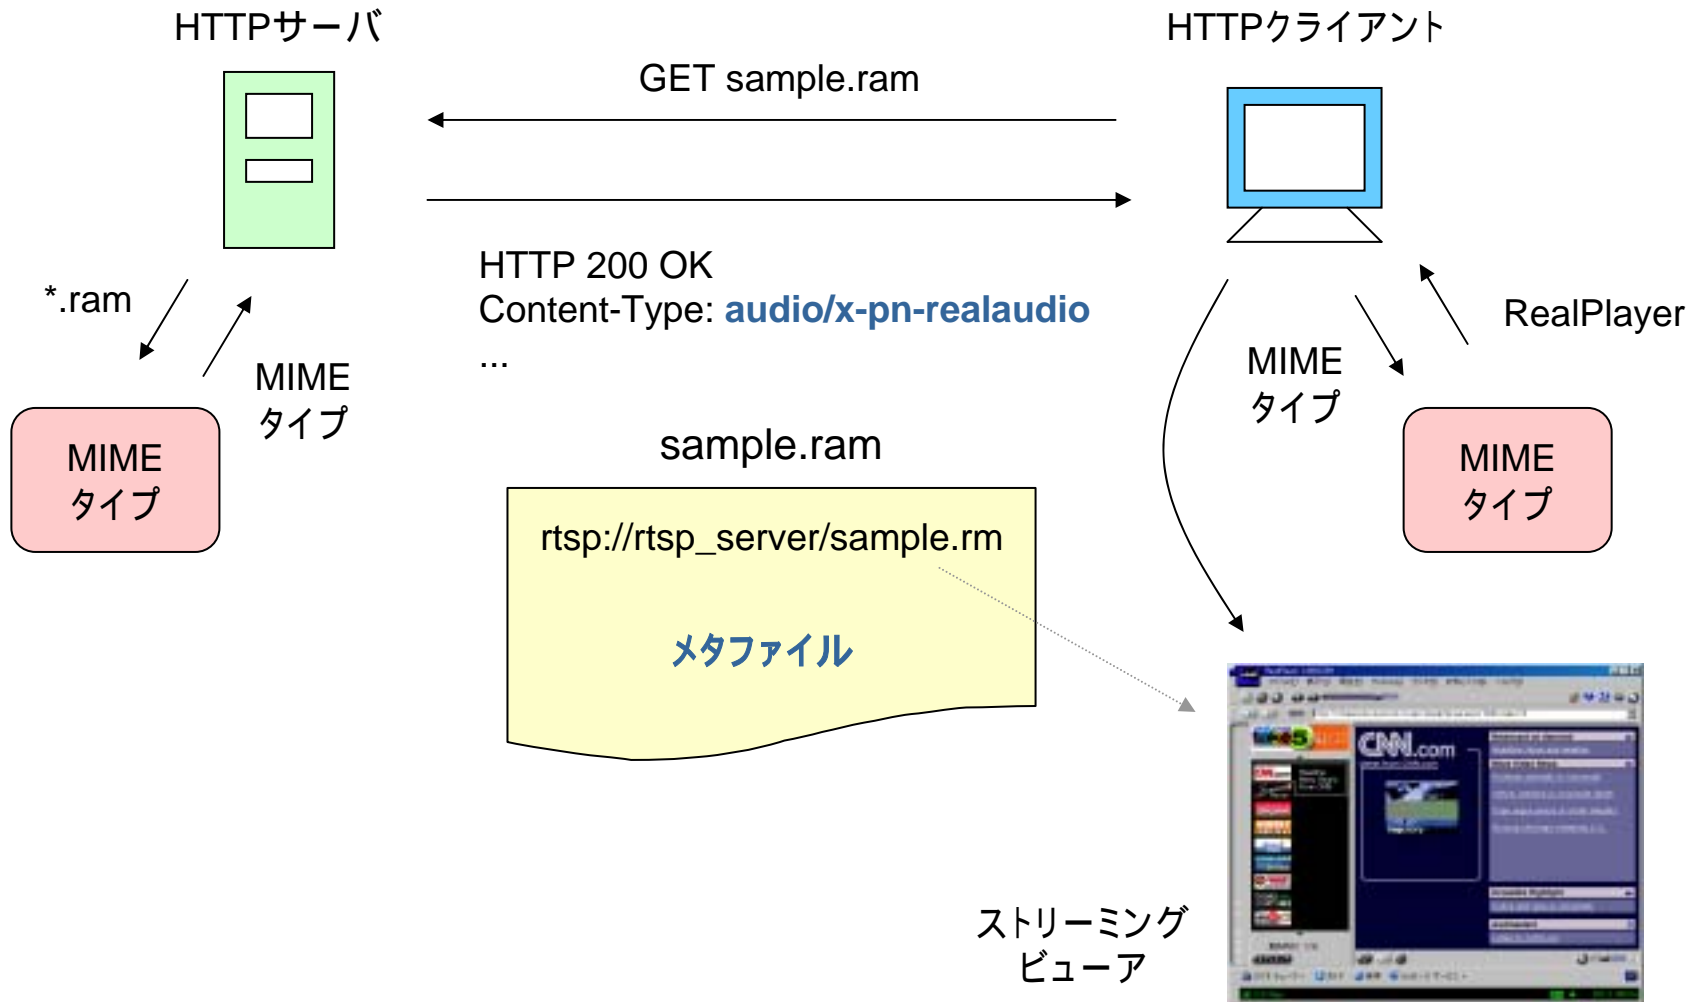 HTTPサーバ
HTTPクライアント
GET sample.ram
HTTP 200 OK
Content-Type: audio/x-pn-realaudio
...
*.ram
MIME
タイプ
MIME
タイプ
RealPlayer
MIME
タイプ
MIME
タイプ
sample.ram
rtsp://rtsp_server/sample.rm
メタファイル
CNN.com
ストリーミング
ビューア